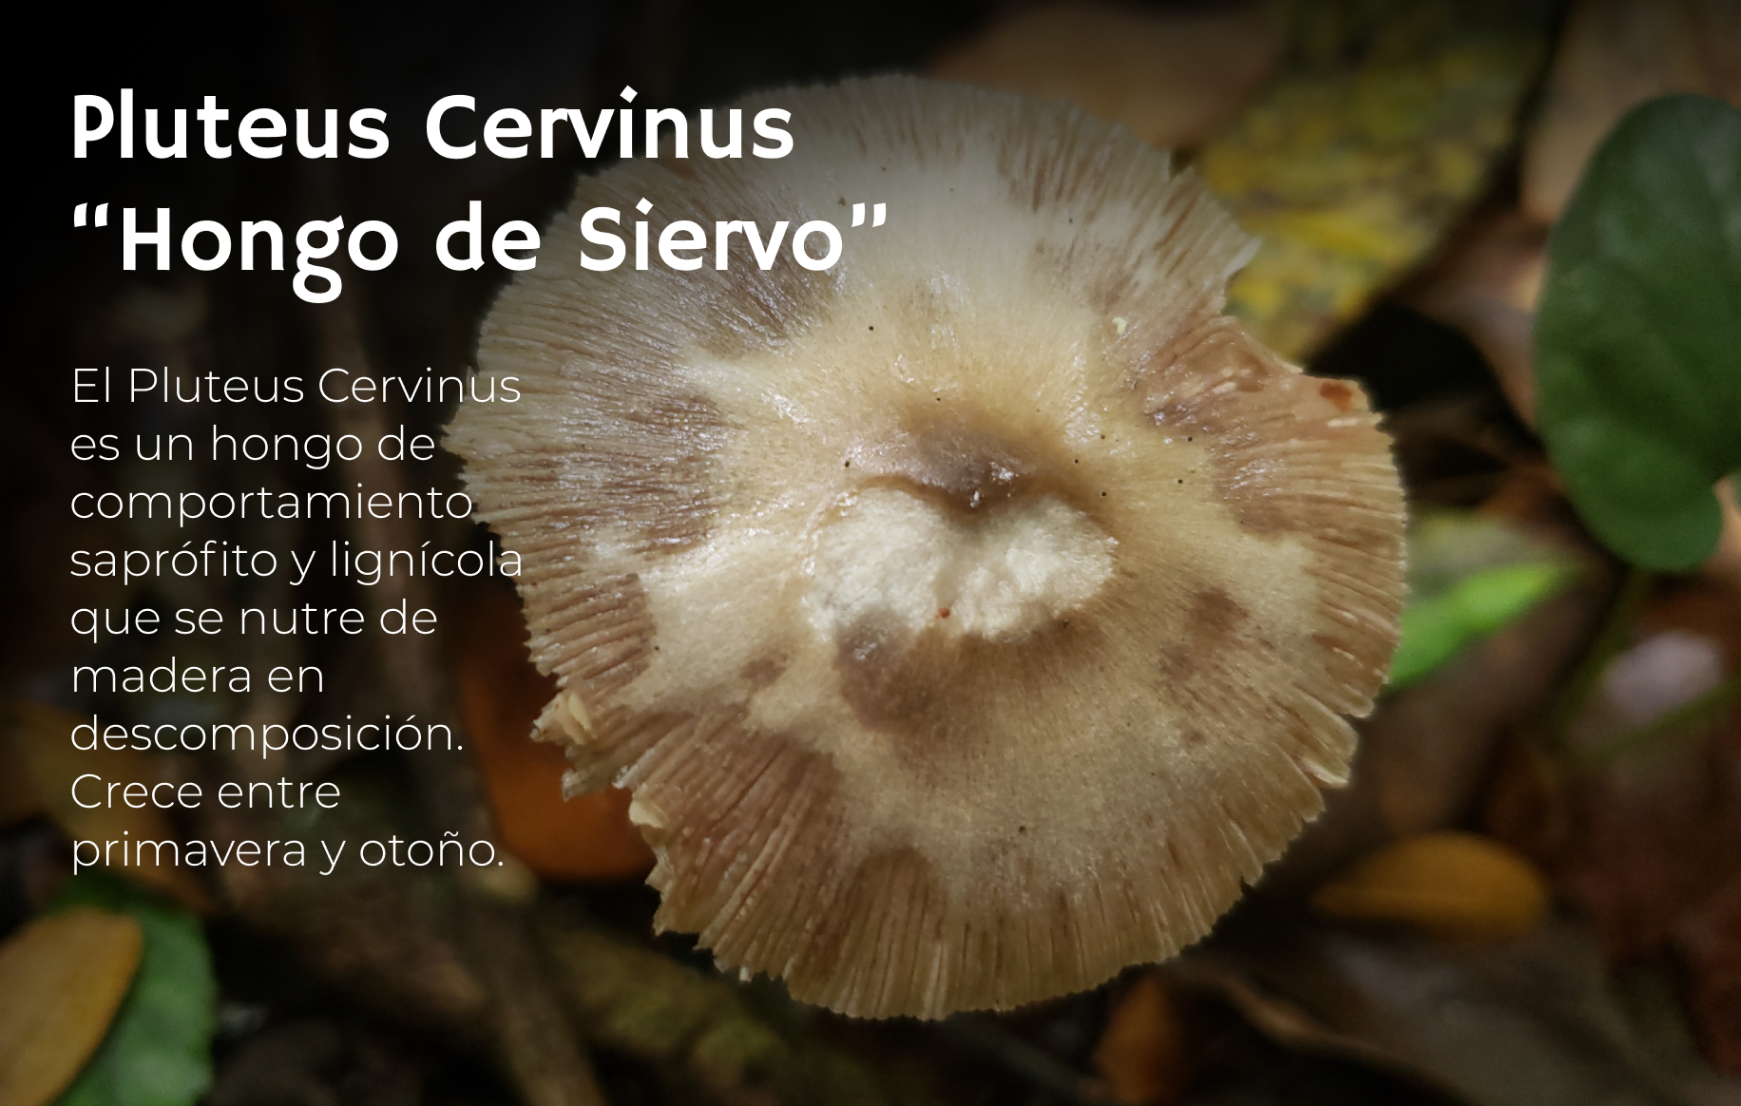 Pluteus Cervinus
“Hongo de Siervo”
El Pluteus Cervinus
es un hongo de
comportamiento
saprófito y lignícola
que se nutre de
madera en
descomposición.
Crece entre
primavera y otoño.